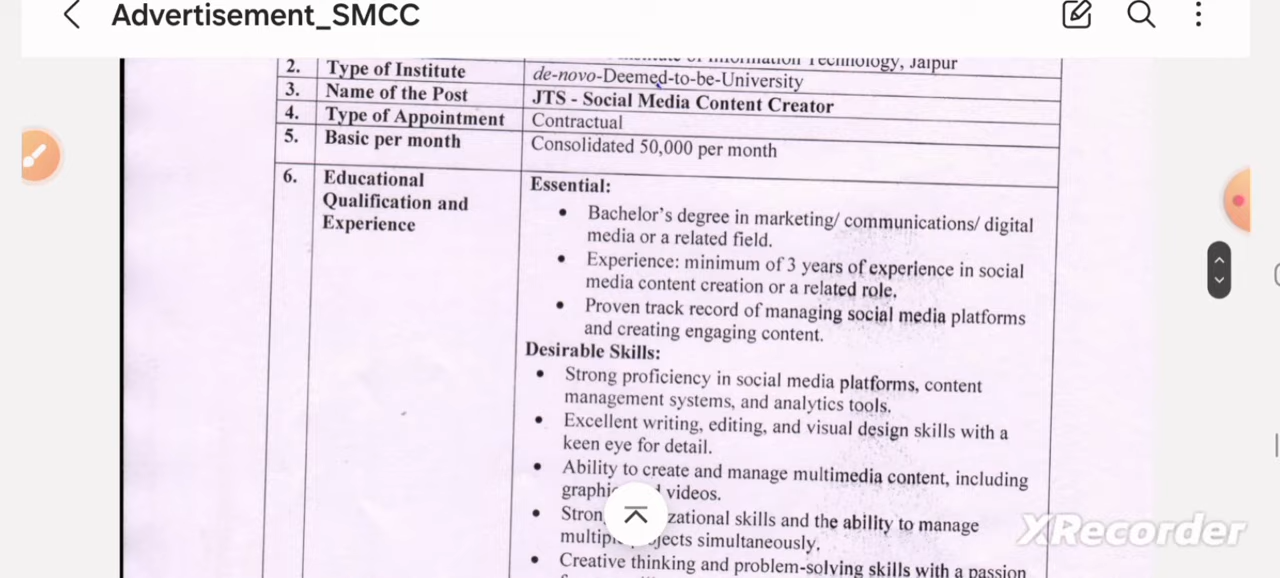 Advertisement_SMCC
Information Technology, Jaipur
2. Type of Institute de-novo-Deemed-to-be-University
3. Name of the Post JTS - Social Media Content Creator
4. Type of Appointment Contractual
5. Basic per month Consolidated 50,000 per month
6. Educational Qualification and Experience
Essential:
• Bachelor's degree in marketing/ communications/ digital
media or a related field.
• Experience: minimum of 3 years of experience in social
media content creation or a related role.
• Proven track record of managing social media platforms
and creating engaging content.
Desirable Skills:
• Strong proficiency in social media platforms, content
management systems, and analytics tools.
• Excellent writing, editing, and visual design skills with a
keen eye for detail.
• Ability to create and manage multimedia content, including
videos.
• skills and the ability to manage
simultaneously.
• Creative thinking and problem-solving skills with a passion
XRecorder